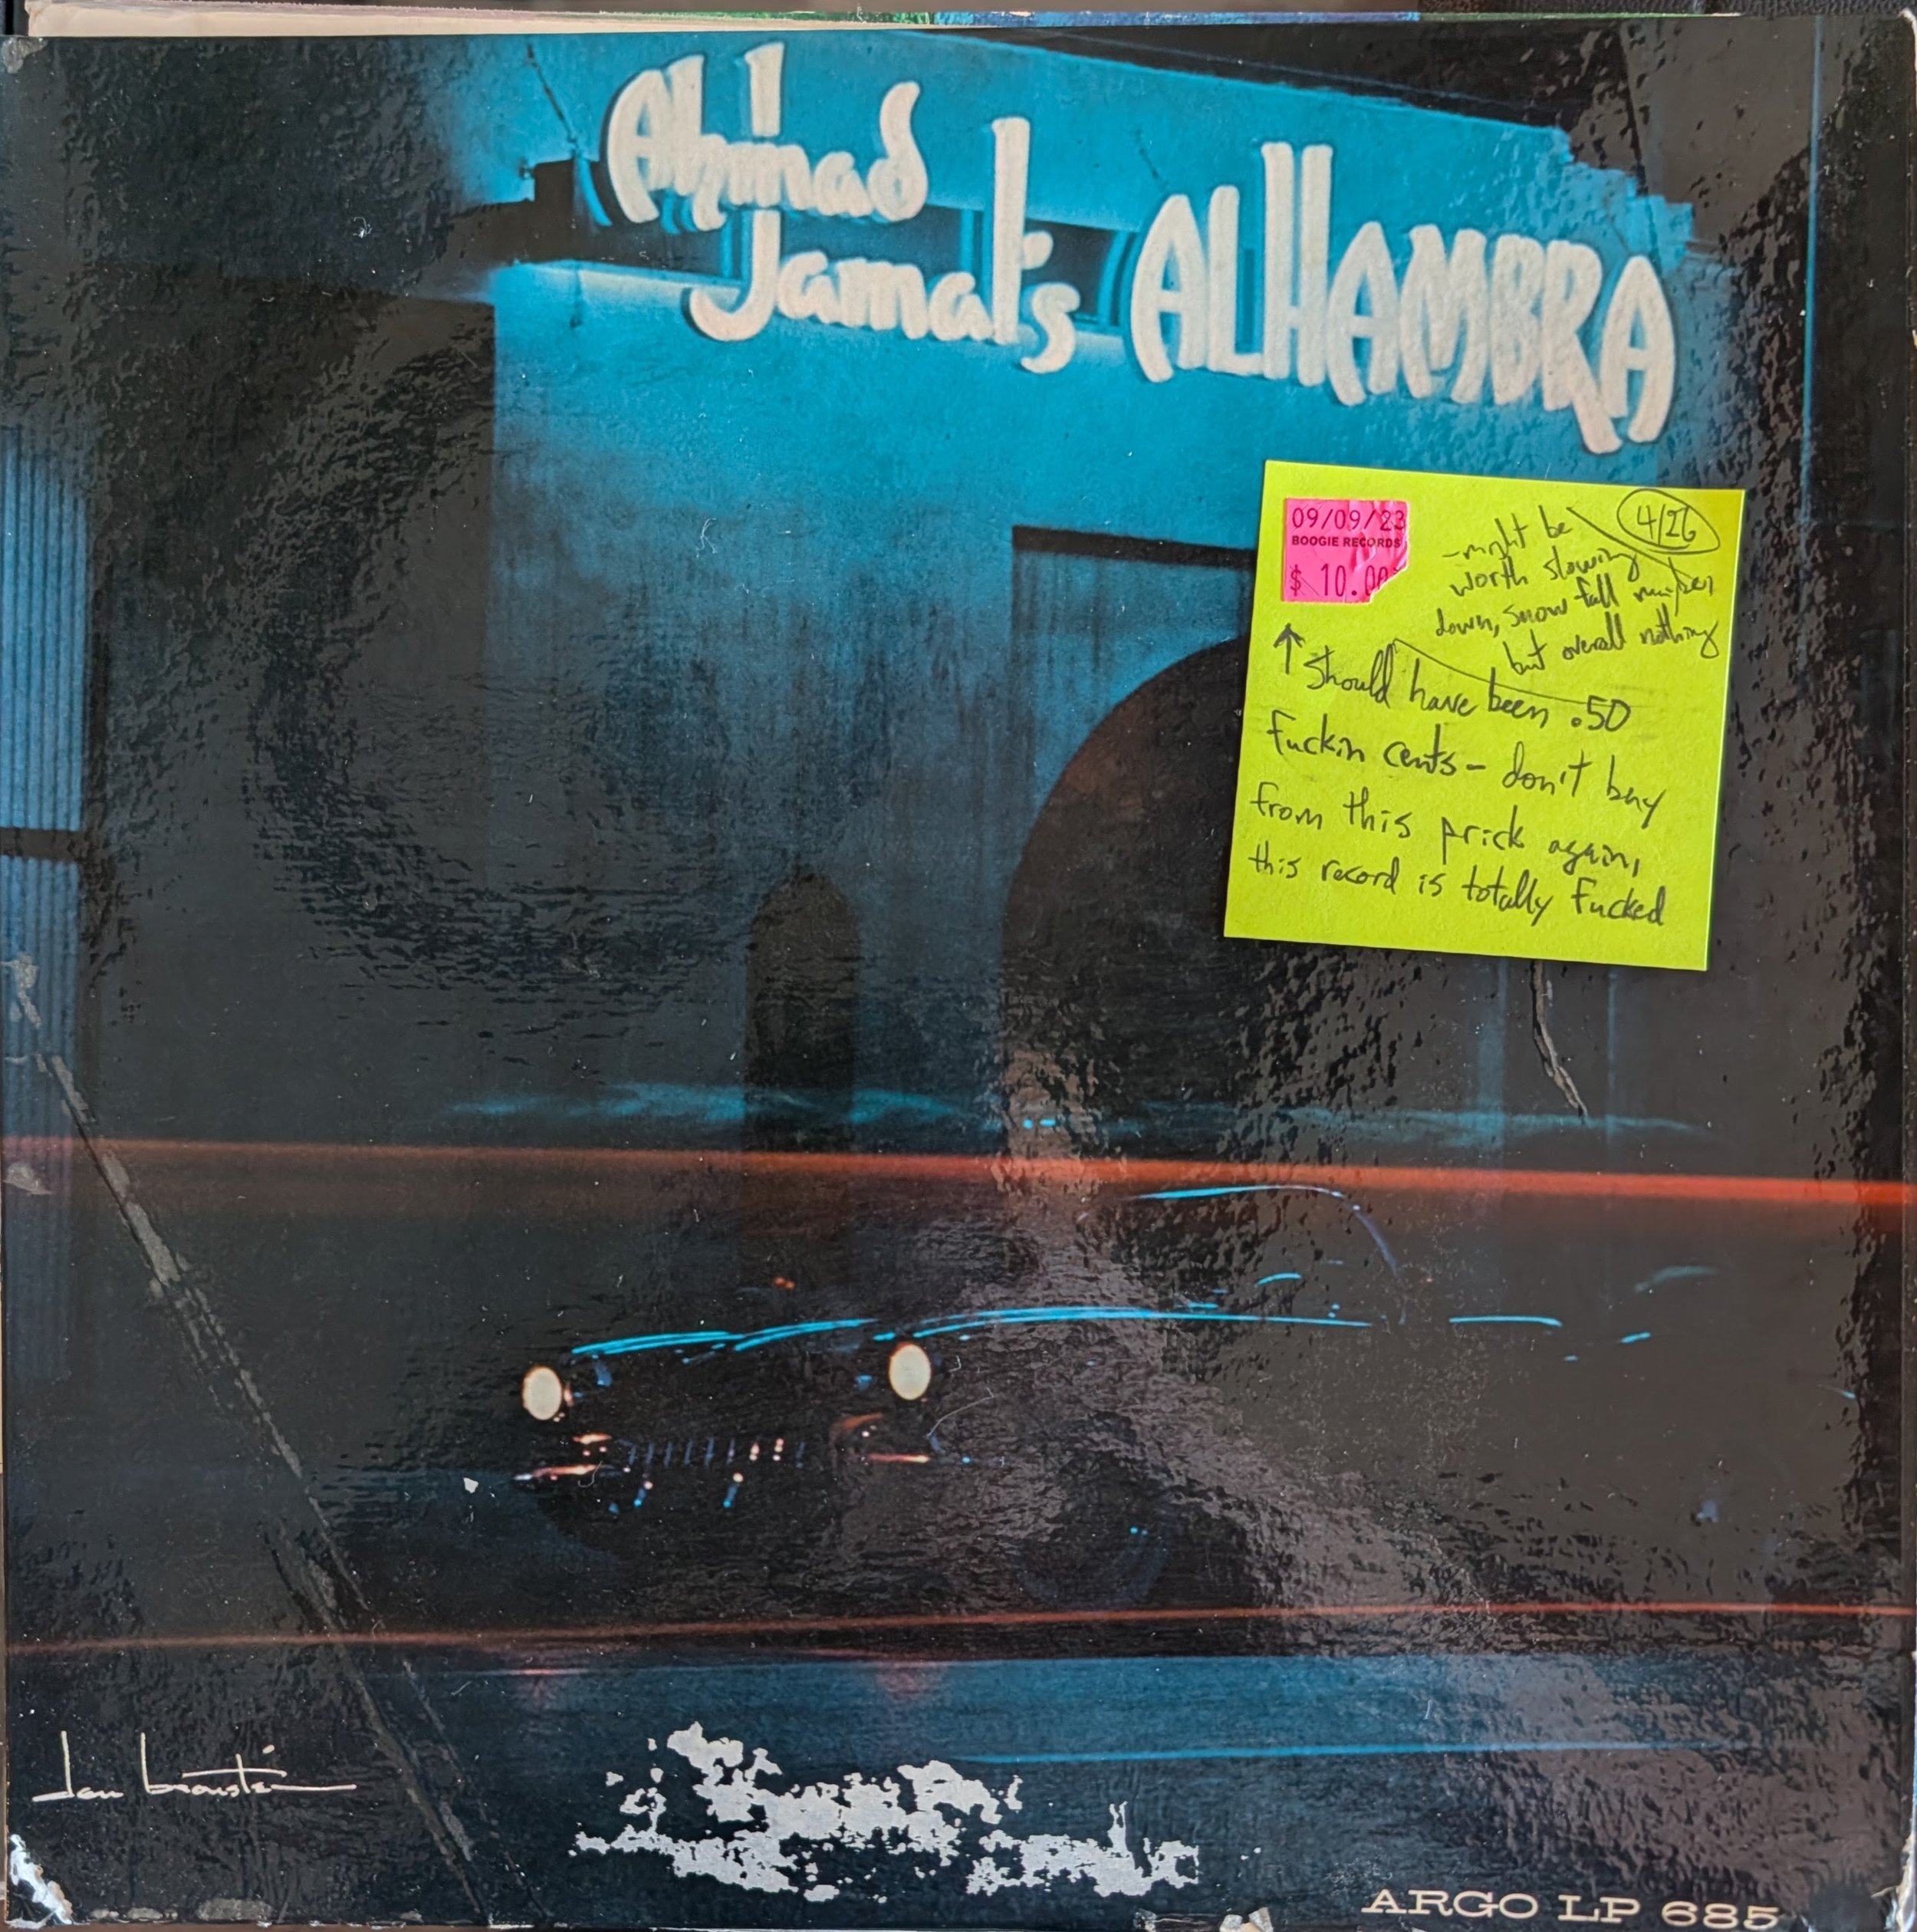 Ahmad
Jamal's ALHAMBRA
09/09/23
BOOGIE RECORDS
$ 10.00
4/26
-might be
worth slowing
down, snow fall number
but overall nothing
↑ Should have been .50
Fuckin cents - don't buy
from this prick again,
this record is totally Fucked
ARGO LP 685